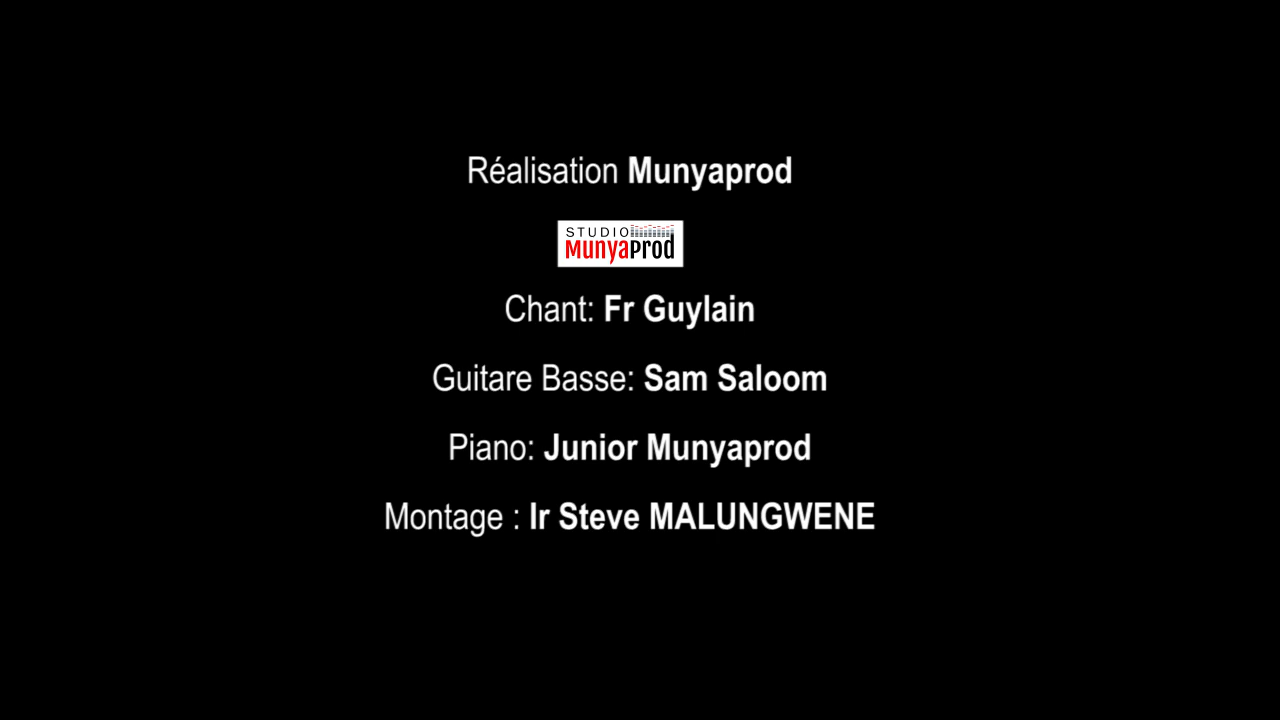 Réalisation Munyaprod
STUDIO
MunyaProd
Chant: Fr Guylain
Guitare Basse: Sam Saloom
Piano: Junior Munyaprod
Montage : Ir Steve MALUNGWENE